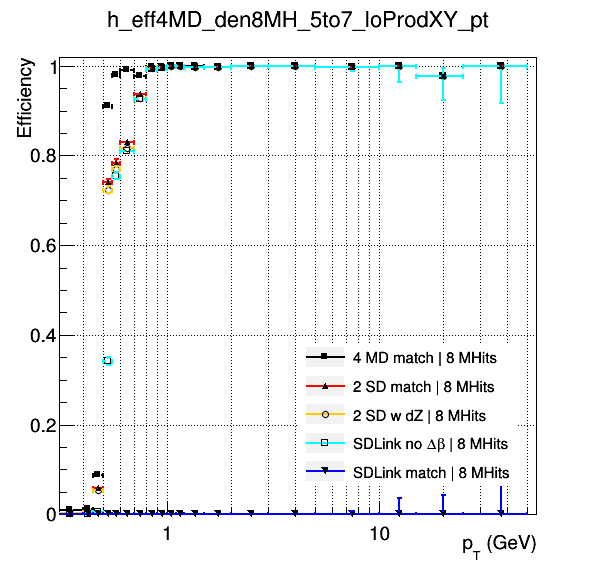 h_eff4MD_den8MH_5to7_loProdXY_pt
Efficiency
1
0.8
0.6
0.4
0.2
0
4 MD match | 8 MHits
2 SD match | 8 MHits
2 SD w dZ | 8 MHits
SDLink no Δβ | 8 MHits
SDLink match | 8 MHits
1
10
p_T (GeV)